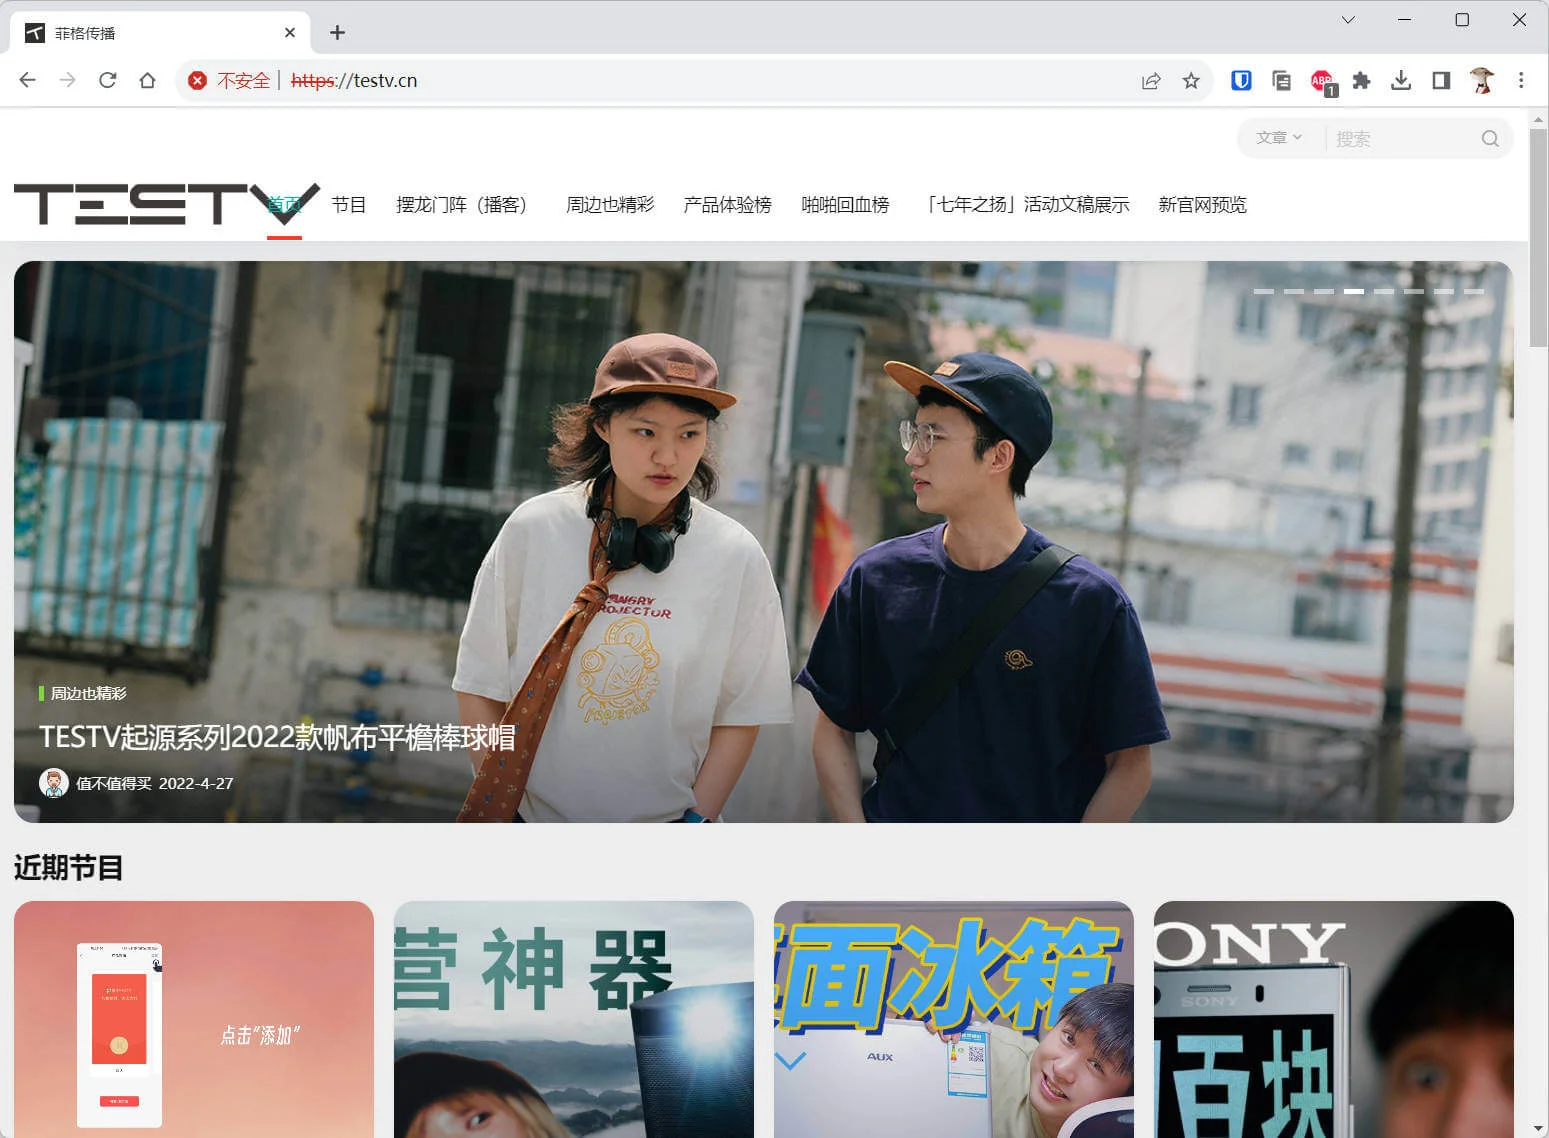 菲格传播
不安全 https://testv.cn
ABP
1
文章 搜索
TESTV
首页 节目 摆龙门阵（播客） 周边也精彩 产品体验榜 啪啪回血榜 「七年之扬」活动文稿展示 新官网预览
ANGRY
PROJECTOR
周边也精彩
TESTV起源系列2022款帆布平檐棒球帽
值不值得买 2022-4-27
近期节目
点击“添加”
营神器
面冰箱
AUX
ONY
SONY
百块